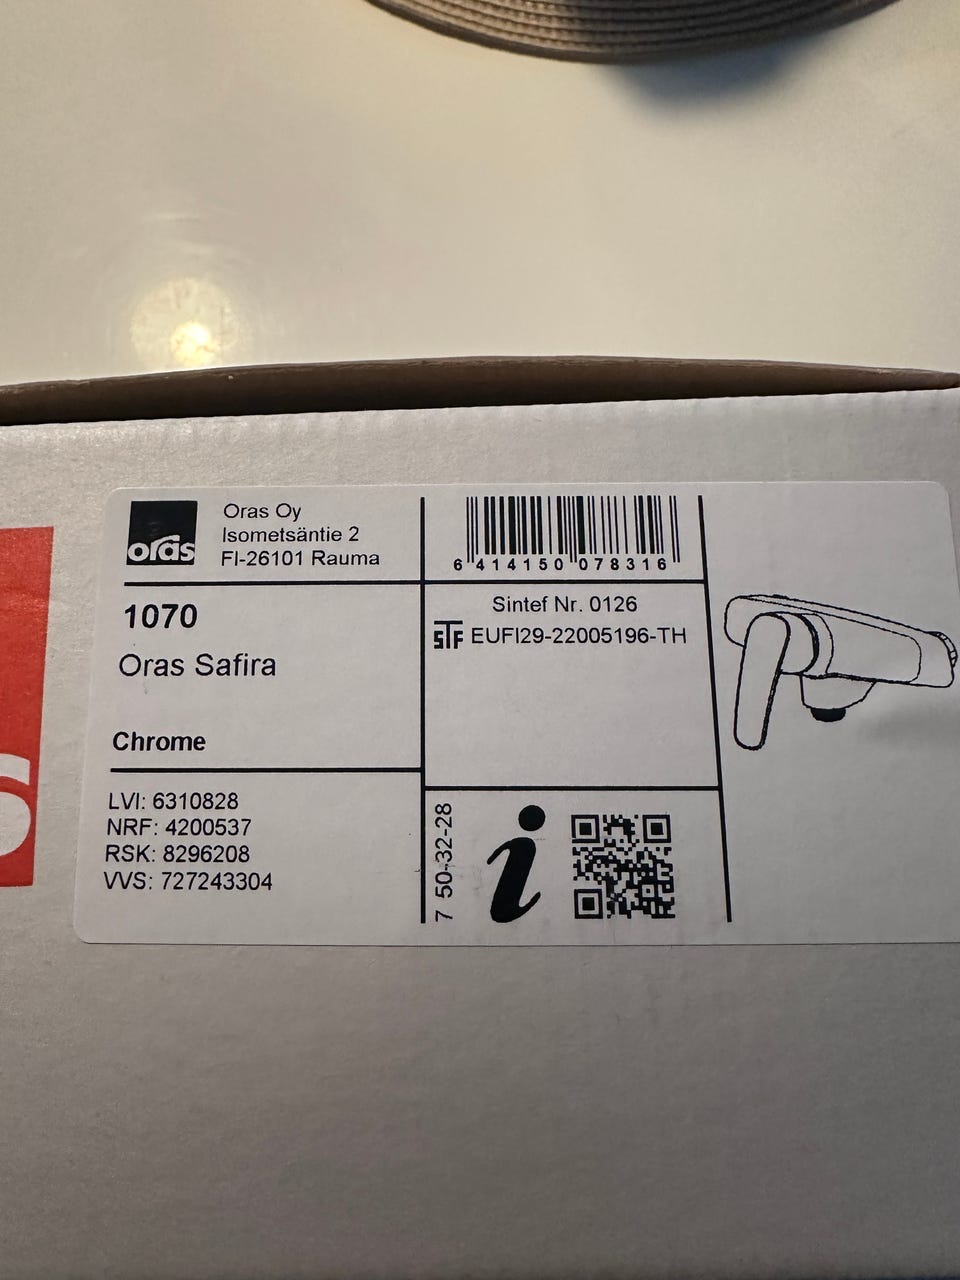 oras
Oras Oy
Isometsäntie 2
FI-26101 Rauma
1070
Oras Safira
Chrome
LVI: 6310828
NRF: 4200537
RSK: 8296208
VVS: 727243304
6 414150 078316
Sintef Nr. 0126
STF EUFI29-22005196-TH
7 50-32-28
i